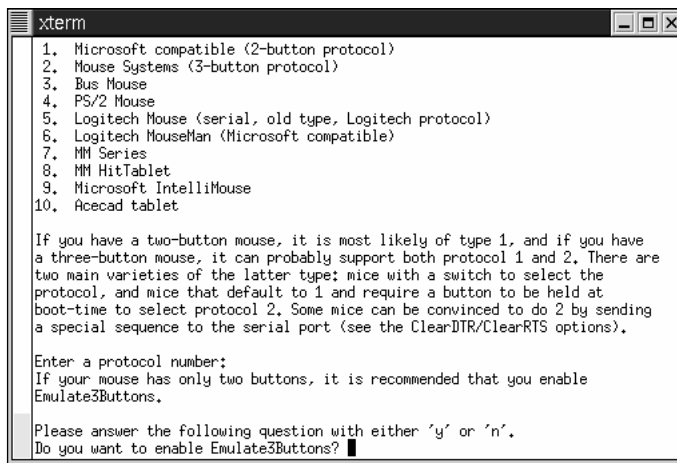 xterm
1. Microsoft compatible (2-button protocol)
2. Mouse Systems (3-button protocol)
3. Bus Mouse
4. PS/2 Mouse
5. Logitech Mouse (serial, old type, Logitech protocol)
6. Logitech MouseMan (Microsoft compatible)
7. MM Series
8. MM HitTablet
9. Microsoft IntelliMouse
10. Acecad tablet
If you have a two-button mouse, it is most likely of type 1, and if you have
a three-button mouse, it can probably support both protocol 1 and 2. There are
two main varieties of the latter type: mice with a switch to select the
protocol, and mice that default to 1 and require a button to be held at
boot-time to select protocol 2. Some mice can be convinced to do 2 by sending
a special sequence to the serial port (see the ClearDTR/ClearRTS options).
Enter a protocol number:
If your mouse has only two buttons, it is recommended that you enable
Emulate3Buttons.
Please answer the following question with either 'y' or 'n'.
Do you want to enable Emulate3Buttons?